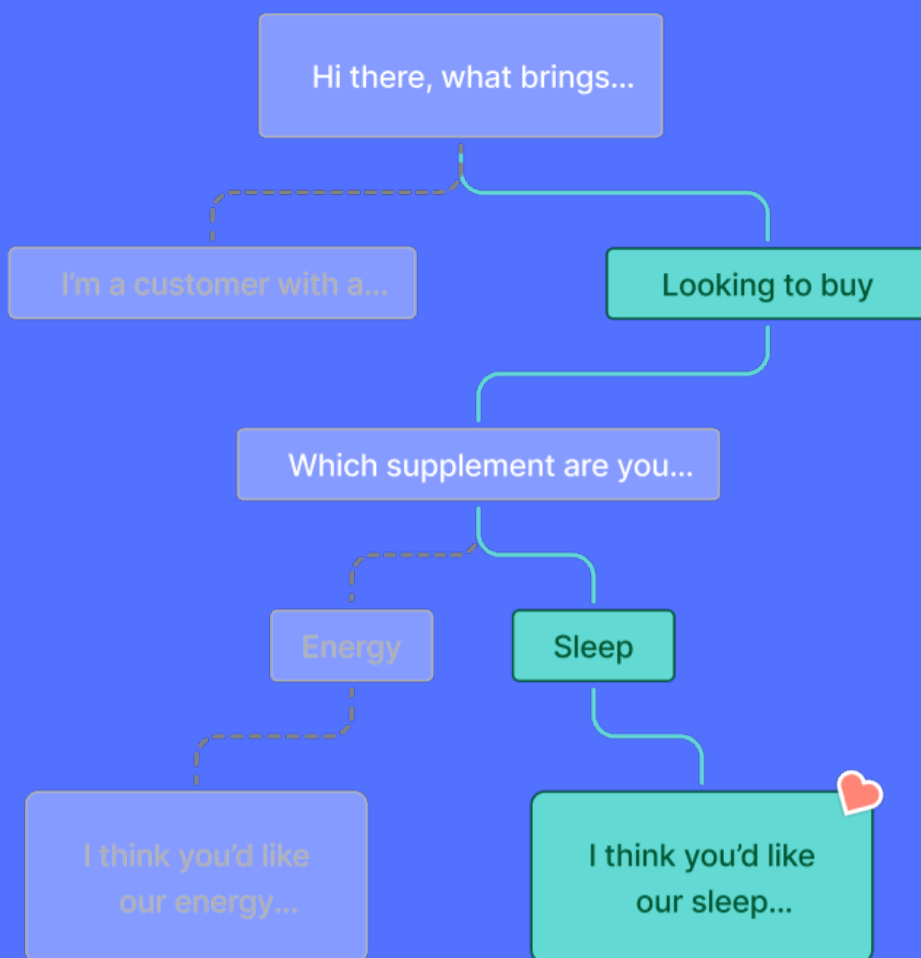 Hi there, what brings...
I'm a customer with a...
Looking to buy
Which supplement are you...
Energy
Sleep
I think you'd like
our energy...
I think you'd like
our sleep...